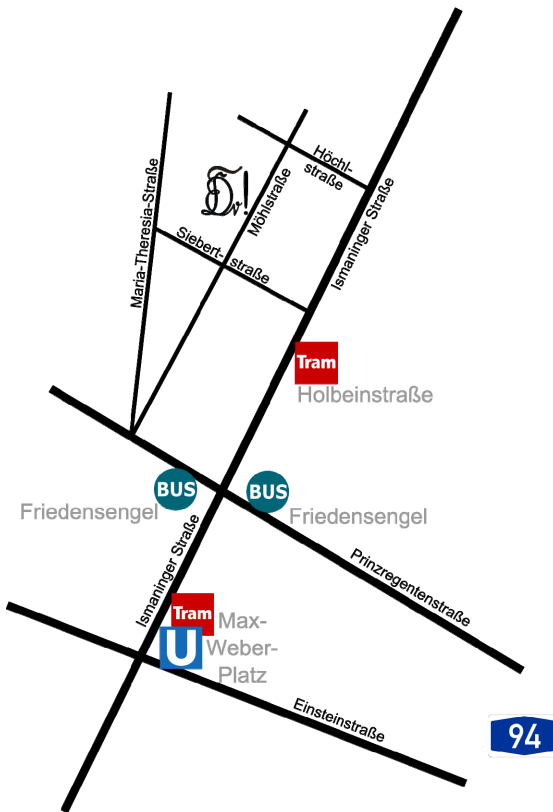 Höchl-
straße
Maria-Theresia-Straße
Möhlstraße
Ismaninger Straße
Siebert-
straße
Tram
Holbeinstraße
BUS
Friedensengel
BUS
Friedensengel
Prinzregentenstraße
Ismaninger Straße
Tram
U
Max-
Weber-
Platz
Einsteinstraße
94